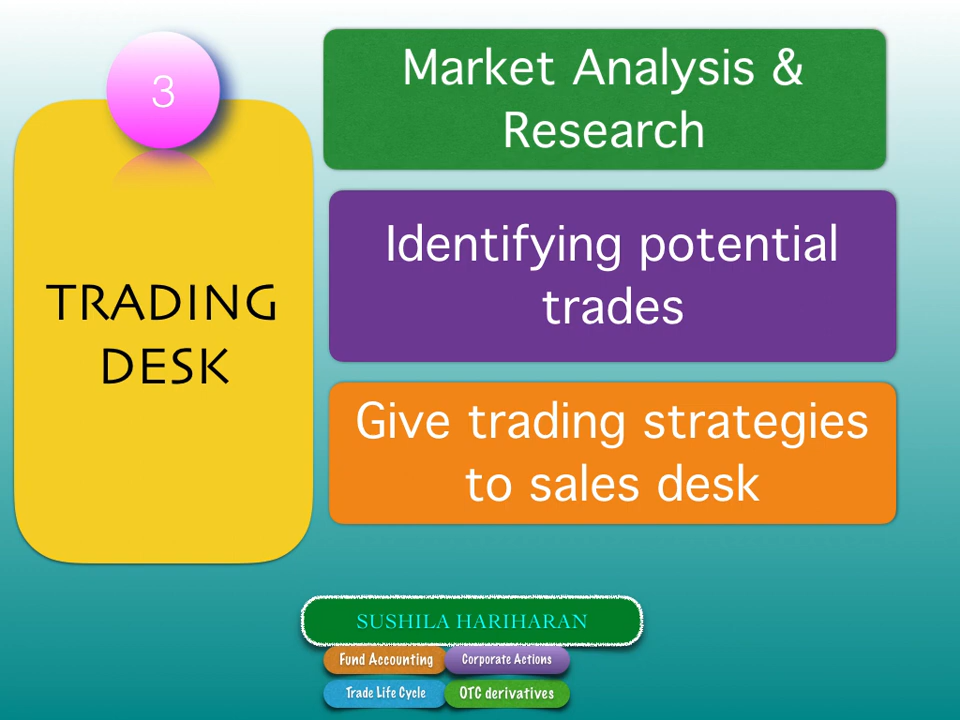 3
TRADING
DESK
Market Analysis &
Research
Identifying potential
trades
Give trading strategies
to sales desk
SUSHILA HARIHARAN
Fund Accounting
Corporate Actions
Trade Life Cycle
OTC derivatives